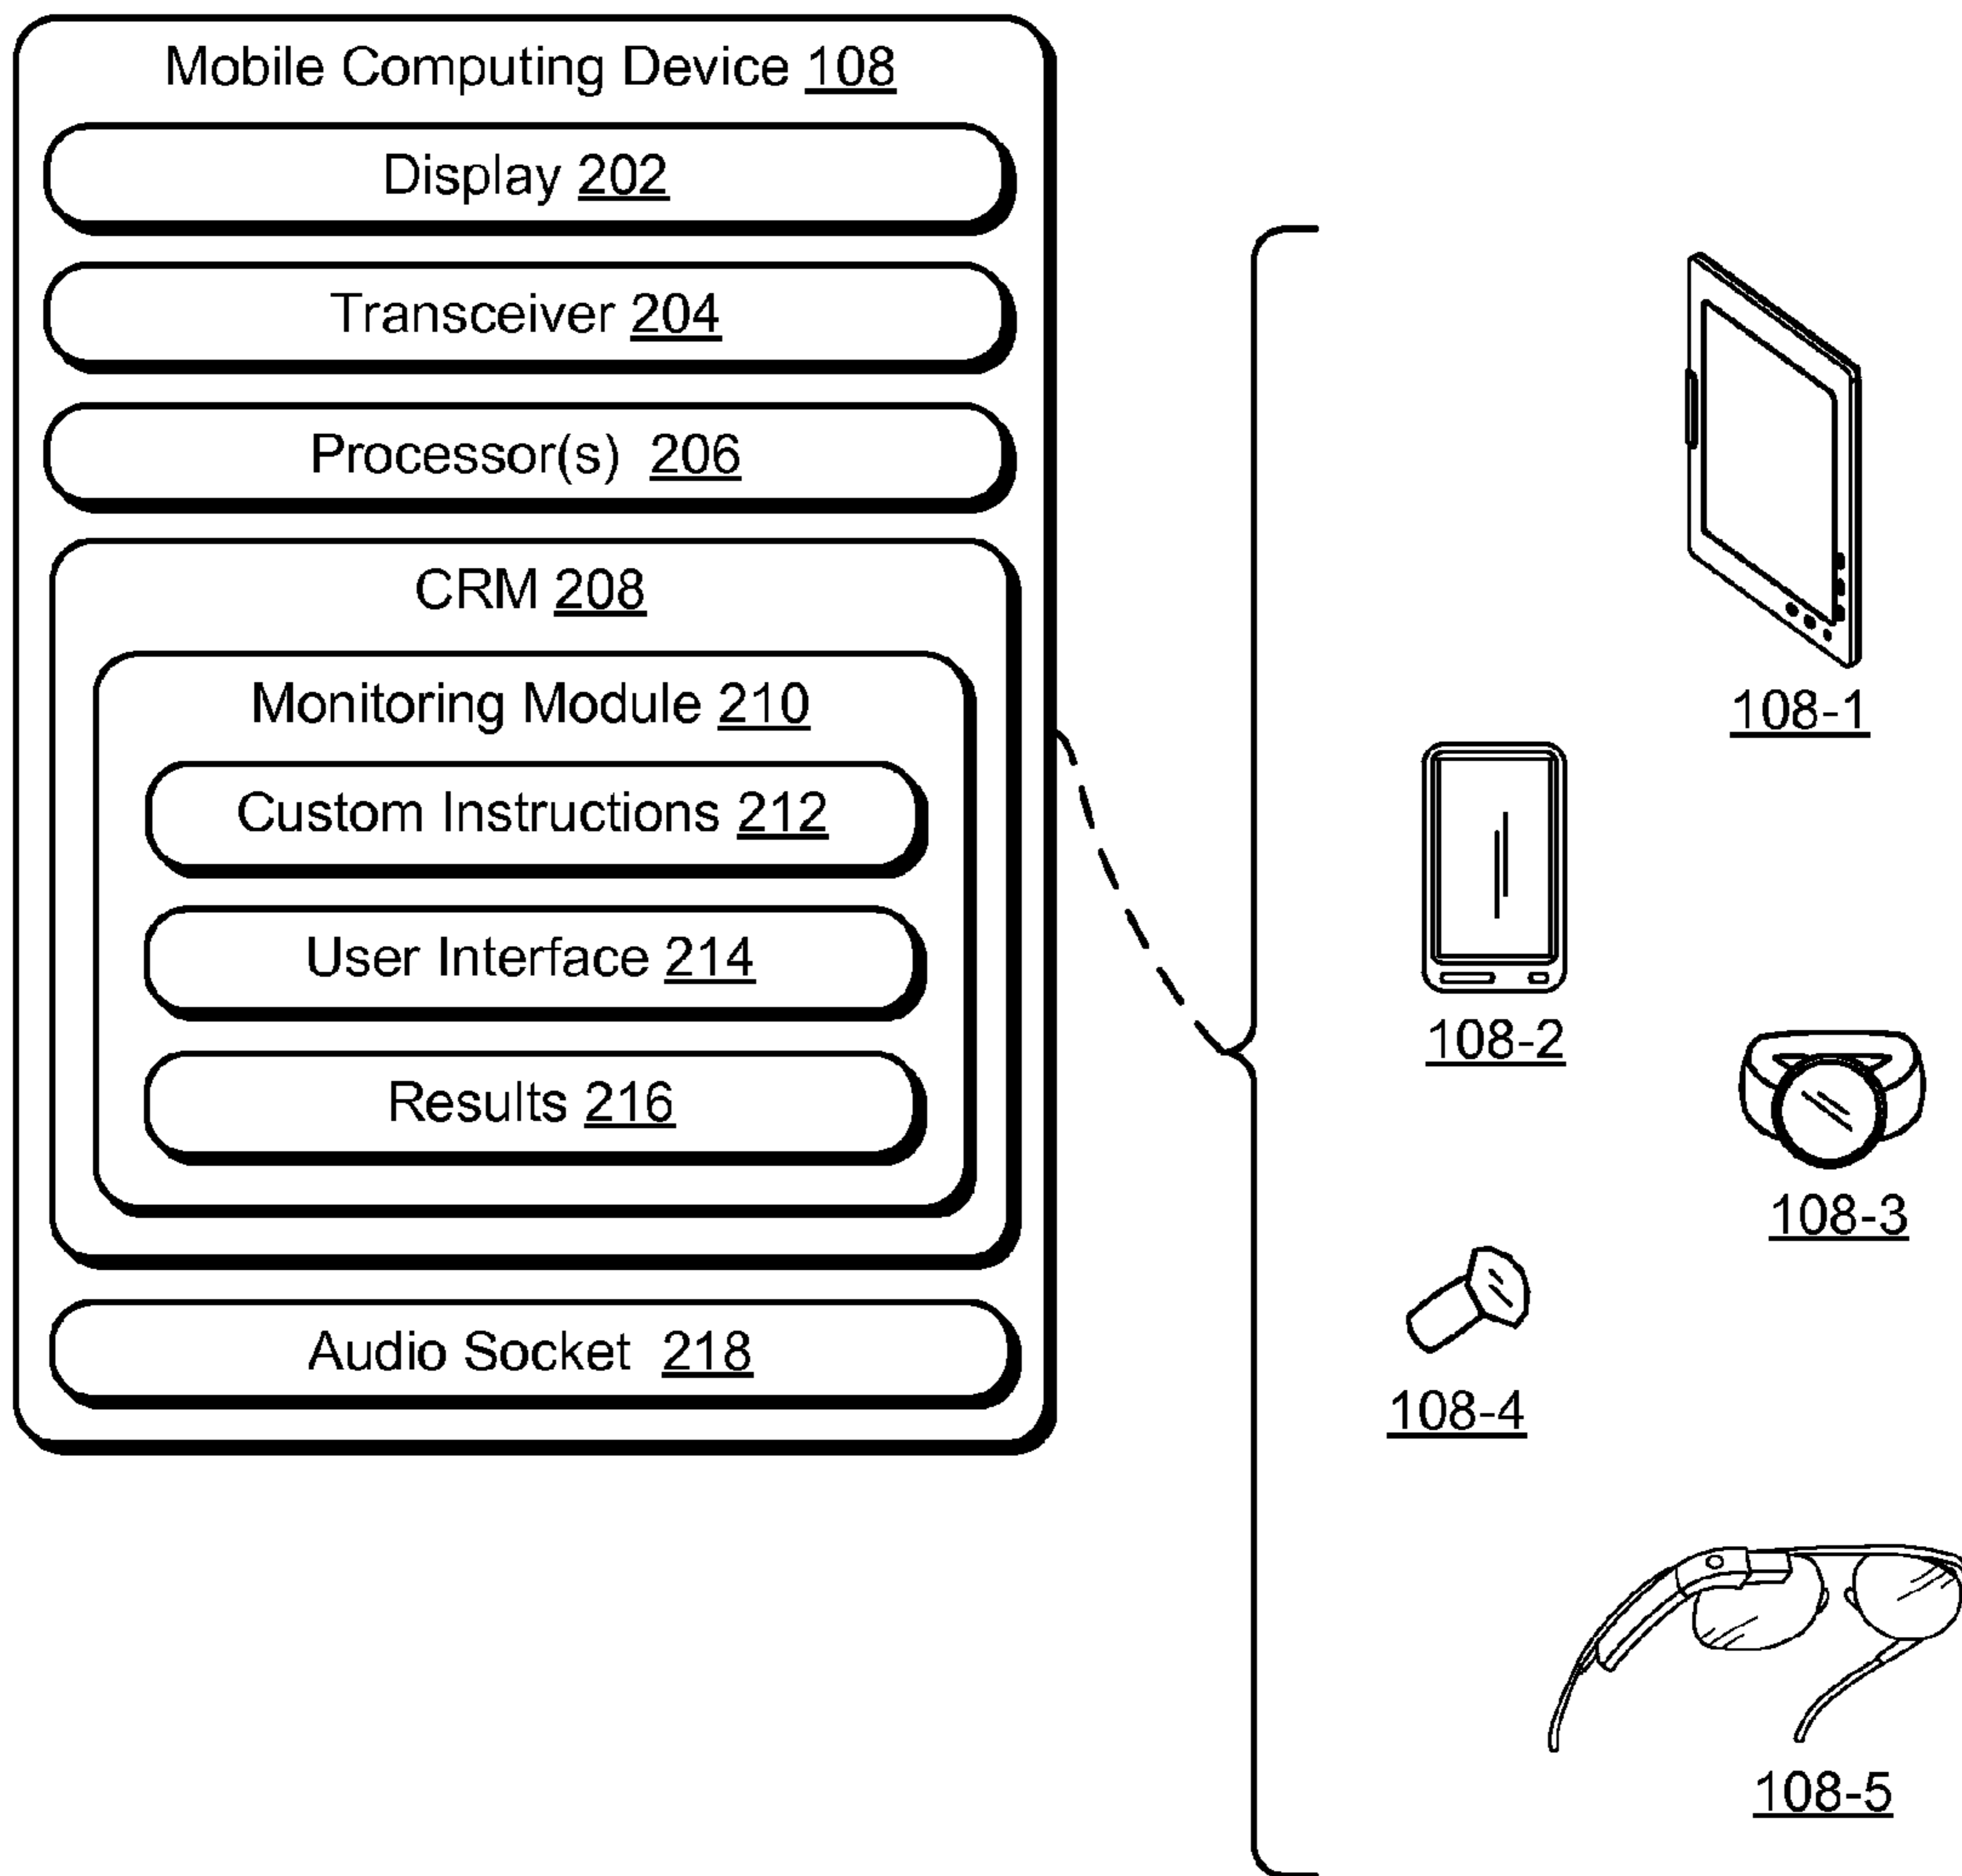 Mobile Computing Device 108
Display 202
Transceiver 204
Processor(s) 206
CRM 208
Monitoring Module 210
Custom Instructions 212
User Interface 214
Results 216
Audio Socket 218
108-1
108-2
108-3
108-4
108-5